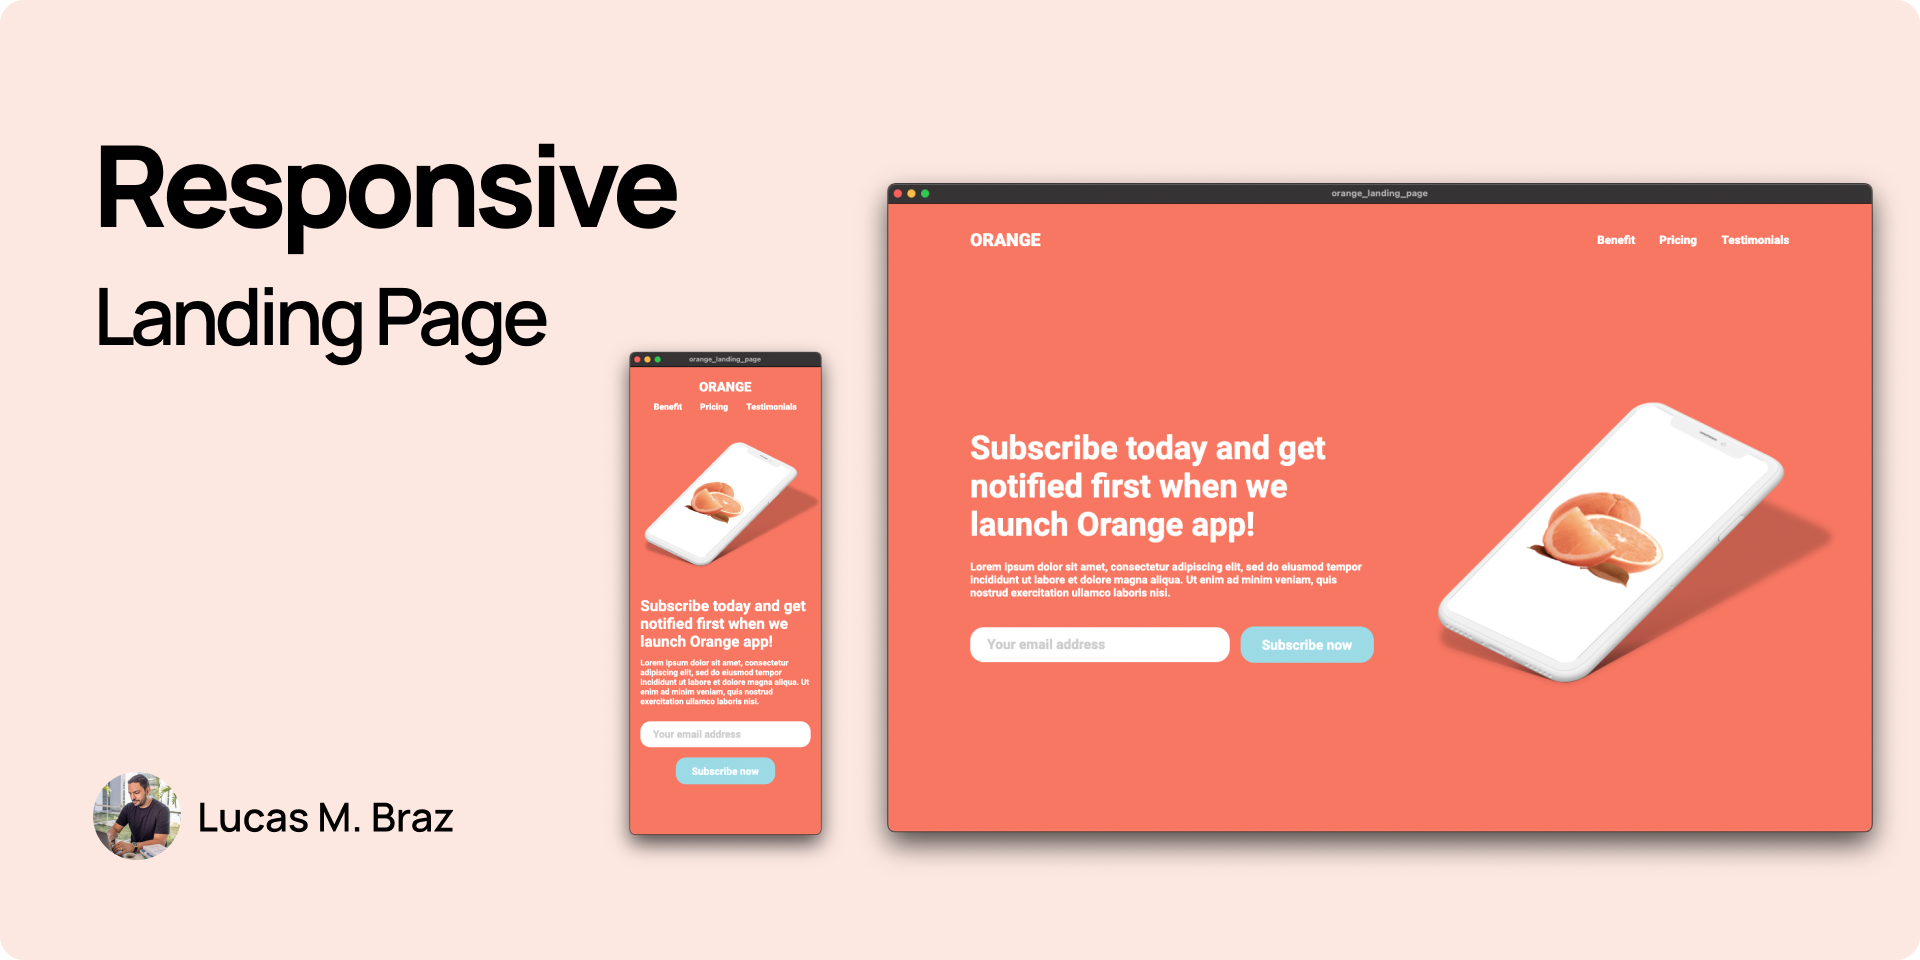 Responsive
Landing Page
Lucas M. Braz
orange_landing_page
ORANGE
Benefit Pricing Testimonials
Subscribe today and get
notified first when we
launch Orange app!
Lorem ipsum dolor sit amet, consectetur
adipiscing elit, sed do eiusmod tempor
incididunt ut labore et dolore magna aliqua. Ut
enim ad minim veniam, quis nostrud
exercitation ullamco laboris nisi.
Your email address
Subscribe now
orange_landing_page
ORANGE
Benefit Pricing Testimonials
Subscribe today and get
notified first when we
launch Orange app!
Lorem ipsum dolor sit amet, consectetur adipiscing elit, sed do eiusmod tempor
incididunt ut labore et dolore magna aliqua. Ut enim ad minim veniam, quis
nostrud exercitation ullamco laboris nisi.
Your email address
Subscribe now